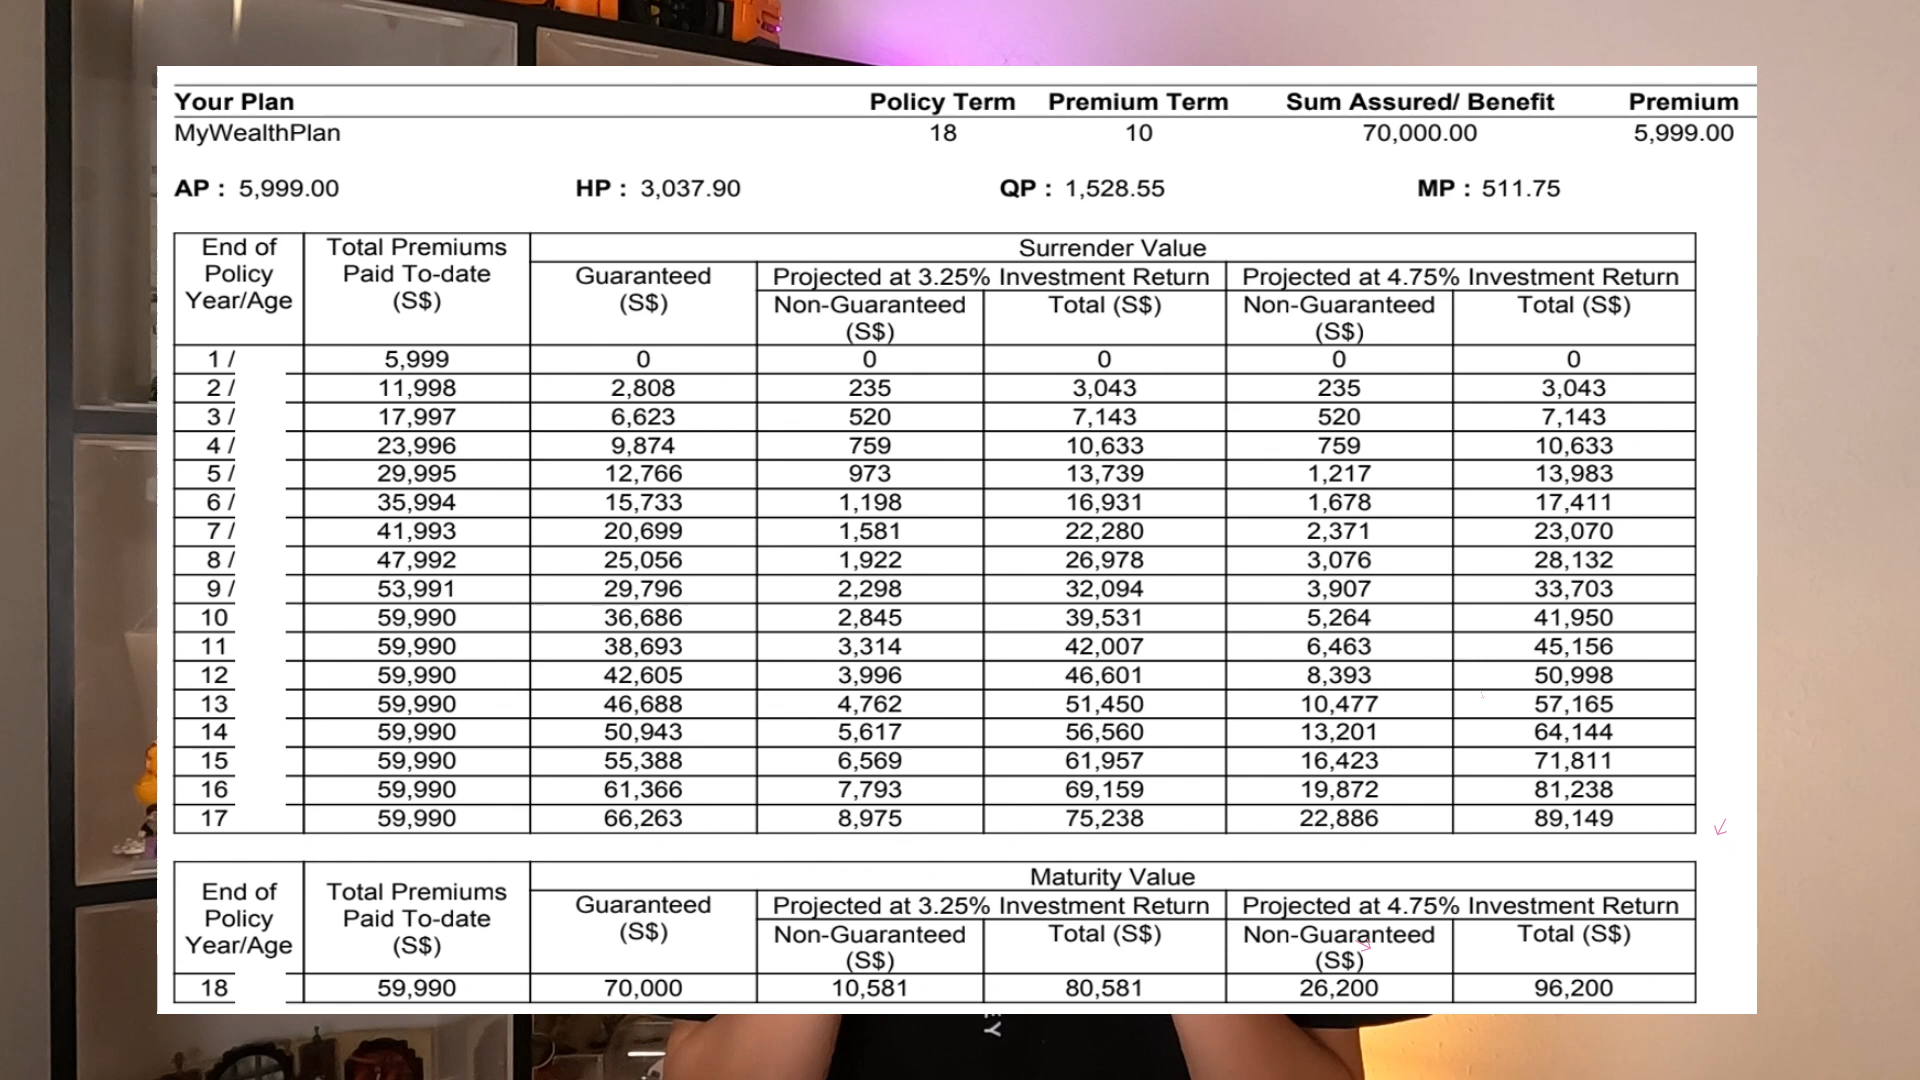 Your Plan Policy Term Premium Term Sum Assured/ Benefit Premium
MyWealthPlan 18 10 70,000.00 5,999.00
AP : 5,999.00 HP : 3,037.90 QP : 1,528.55 MP : 511.75
End of Policy Year/Age Total Premiums Paid To-date (S$) Surrender Value
Guaranteed (S$) Projected at 3.25% Investment Return Projected at 4.75% Investment Return
Non-Guaranteed (S$) Total (S$) Non-Guaranteed (S$) Total (S$)
1 / 5,999 0 0 0 0 0
2 / 11,998 2,808 235 3,043 235 3,043
3 / 17,997 6,623 520 7,143 520 7,143
4 / 23,996 9,874 759 10,633 759 10,633
5 / 29,995 12,766 973 13,739 1,217 13,983
6 / 35,994 15,733 1,198 16,931 1,678 17,411
7 / 41,993 20,699 1,581 22,280 2,371 23,070
8 / 47,992 25,056 1,922 26,978 3,076 28,132
9 / 53,991 29,796 2,298 32,094 3,907 33,703
10 59,990 36,686 2,845 39,531 5,264 41,950
11 59,990 38,693 3,314 42,007 6,463 45,156
12 59,990 42,605 3,996 46,601 8,393 50,998
13 59,990 46,688 4,762 51,450 10,477 57,165
14 59,990 50,943 5,617 56,560 13,201 64,144
15 59,990 55,388 6,569 61,957 16,423 71,811
16 59,990 61,366 7,793 69,159 19,872 81,238
17 59,990 66,263 8,975 75,238 22,886 89,149
End of Policy Year/Age Total Premiums Paid To-date (S$) Maturity Value
Guaranteed (S$) Projected at 3.25% Investment Return Projected at 4.75% Investment Return
Non-Guaranteed (S$) Total (S$) Non-Guaranteed (S$) Total (S$)
18 59,990 70,000 10,581 80,581 26,200 96,200